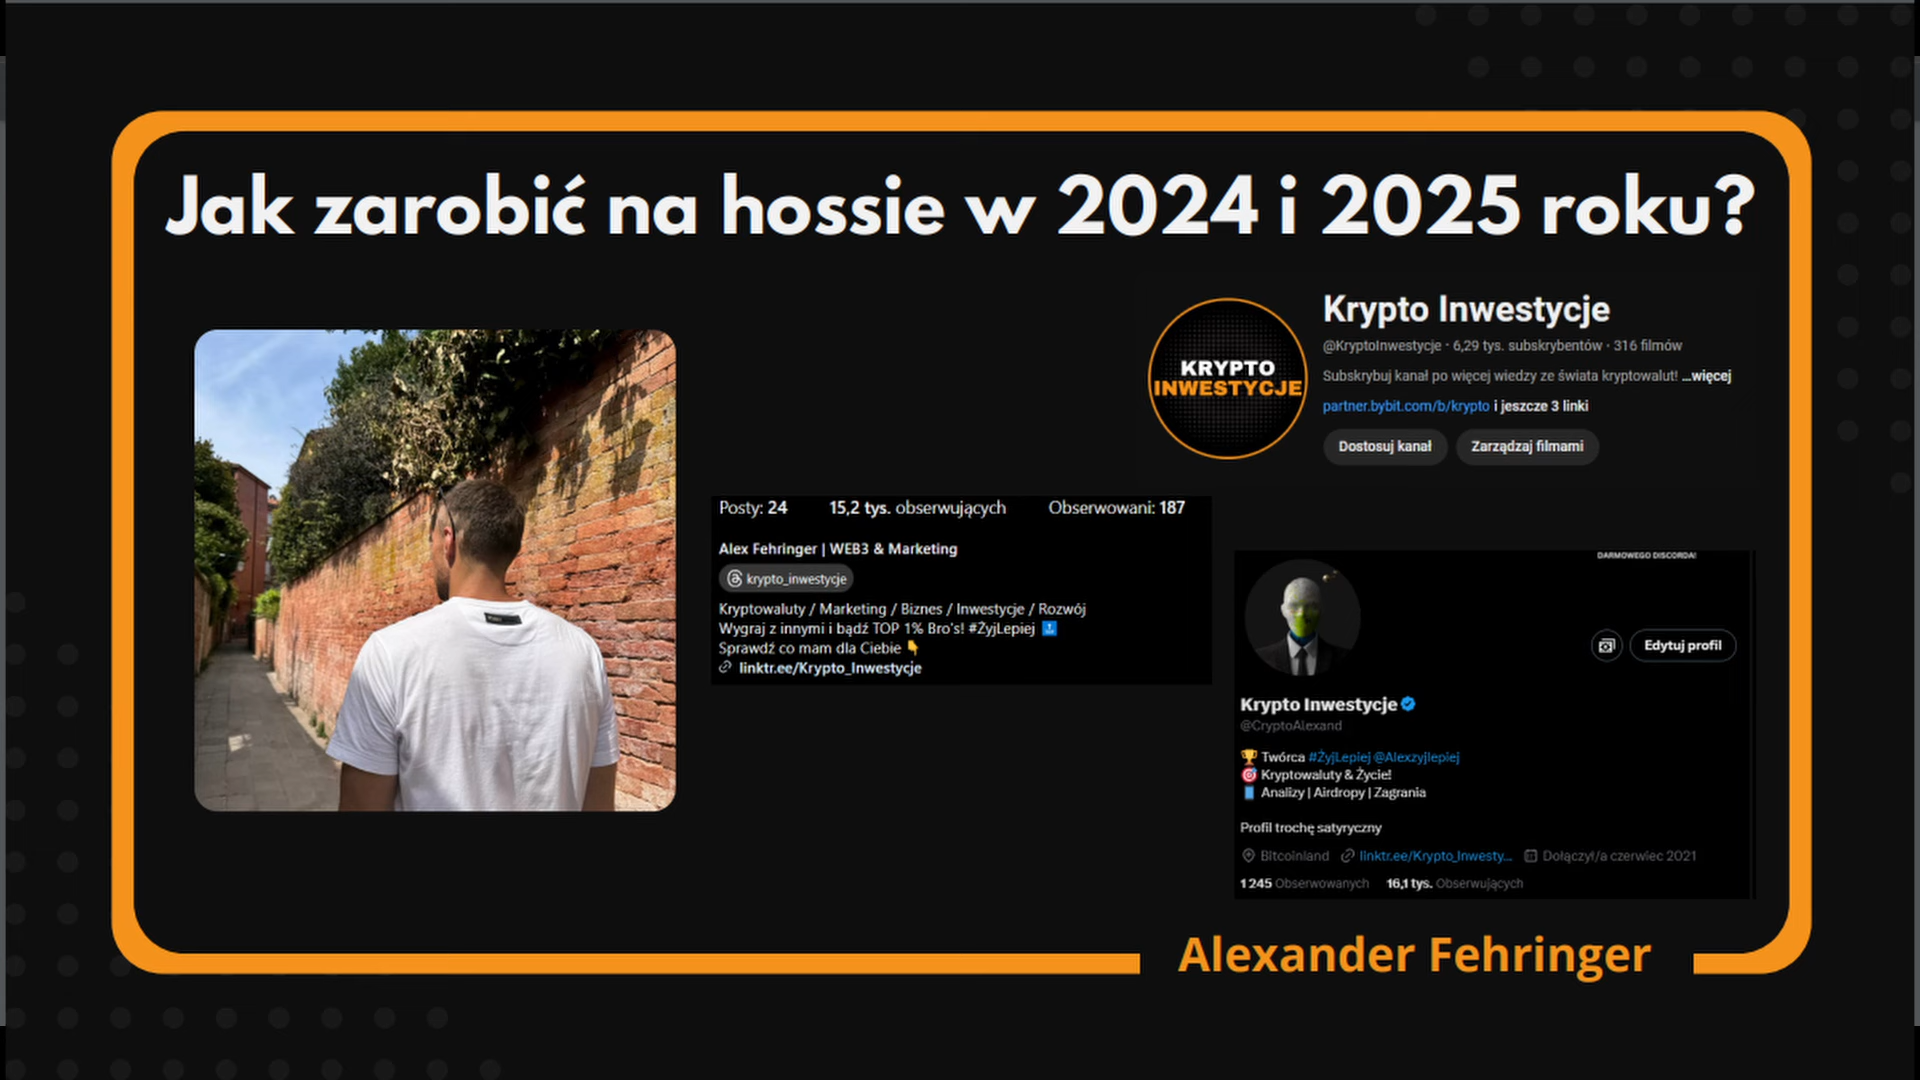 Jak zarobić na hossie w 2024 i 2025 roku?
KRYPTO
INWESTYCJE
Krypto Inwestycje
@KryptoInwestycje · 6,29 tys. subskrybentów · 316 filmów
Subskrybuj kanał po więcej wiedzy ze świata kryptowalut! ...więcej
partner.bybit.com/b/krypto i jeszcze 3 linki
Dostosuj kanał Zarządzaj filmami
Posty: 24 15,2 tys. obserwujących Obserwowani: 187
Alex Fehringer | WEB3 & Marketing
krypto_inwestycje
Kryptowaluty / Marketing / Biznes / Inwestycje / Rozwój
Wygraj z innymi i bądź TOP 1% Bro's! #ŻyjLepiej
Sprawdź co mam dla Ciebie 👇
linktr.ee/Krypto_Inwestycje
DARMOWEGO DISCORDA!
Edytuj profil
Krypto Inwestycje
@CryptoAlexand
🏆 Twórca #ŻyjLepiej @Alexzyjlepiej
🎯 Kryptowaluty & Życie!
📘 Analizy | Airdropy | Zagrania
Profil trochę satyryczny
Bitcoinland linktr.ee/Krypto_Inwesty... Dołączył/a czerwiec 2021
1 245 Obserwowanych 16,1 tys. Obserwujących
Alexander Fehringer